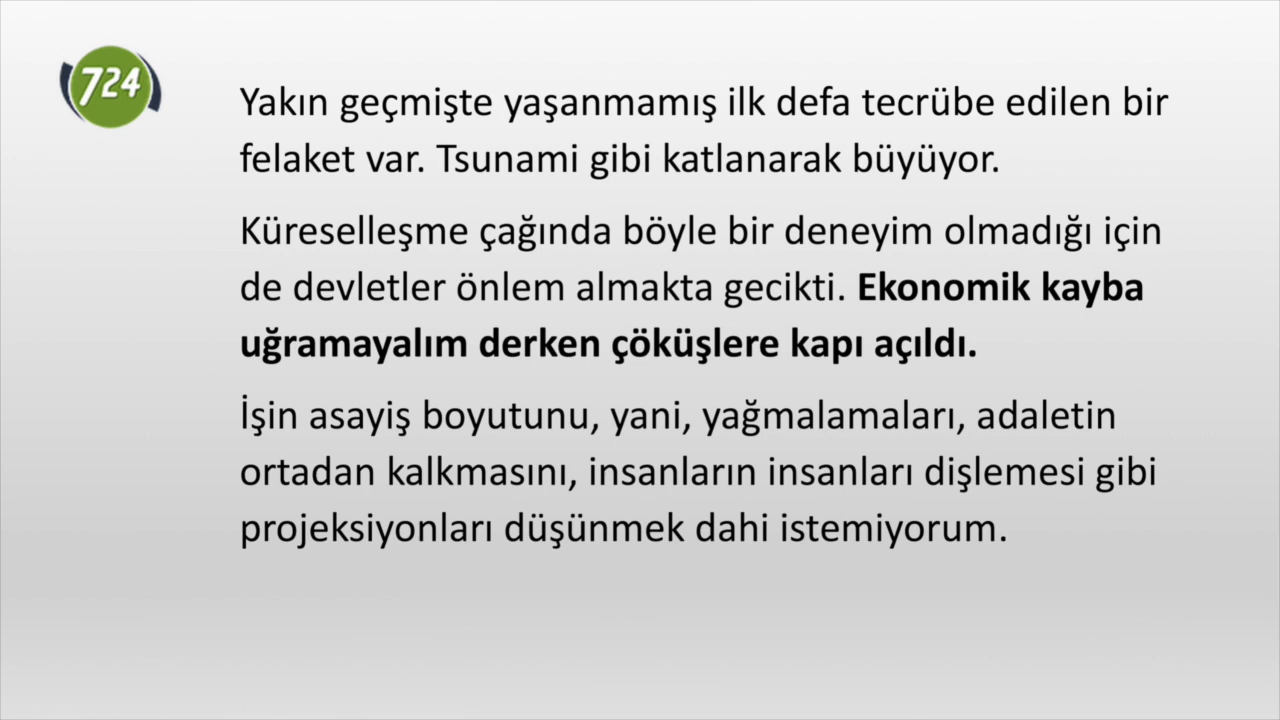 724
Yakın geçmişte yaşanmamış ilk defa tecrübe edilen bir
felaket var. Tsunami gibi katlanarak büyüyor.
Küreselleşme çağında böyle bir deneyim olmadığı için
de devletler önlem almakta gecikti. Ekonomik kayba
uğramayalım derken çöküşlere kapı açıldı.
İşin asayiş boyutunu, yani, yağmalamaları, adaletin
ortadan kalkmasını, insanların insanları dişlemesi gibi
projeksiyonları düşünmek dahi istemiyorum.